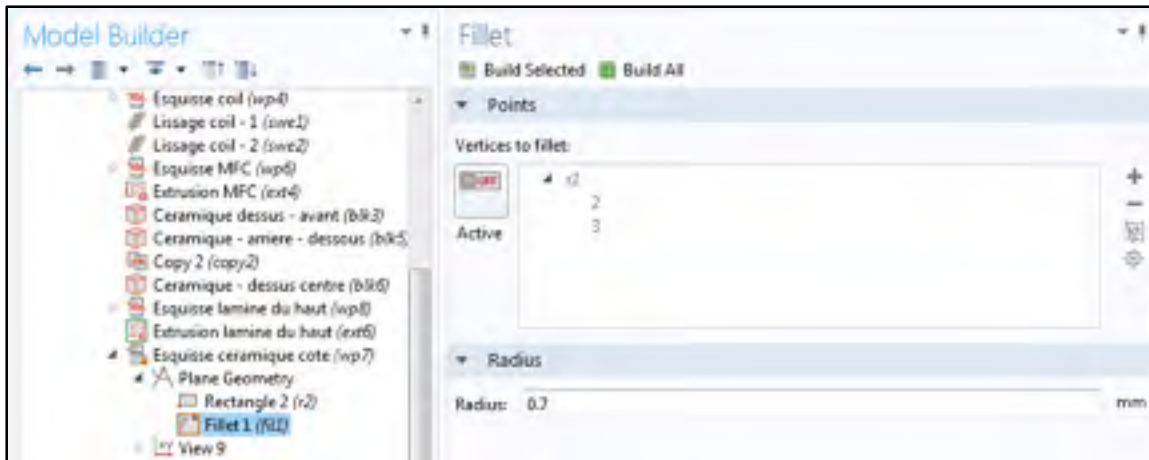 Model Builder
Esquisse coil (wp4)
Lissage coil - 1 (swe1)
Lissage coil - 2 (swe2)
Esquisse MFC (wp6)
Extrusion MFC (ext4)
Ceramique dessus - avant (blk3)
Ceramique - arriere - dessous (blk5)
Copy 2 (copy2)
Ceramique - dessus centre (blk6)
Esquisse lamine du haut (wp8)
Extrusion lamine du haut (ext6)
Esquisse ceramique cote (wp7)
Plane Geometry
Rectangle 2 (r2)
Fillet 1 (fil1)
View 9
Fillet
Build Selected Build All
Points
Vertices to fillet:
OFF
Active
r2
2
3
Radius
Radius: 0.7 mm